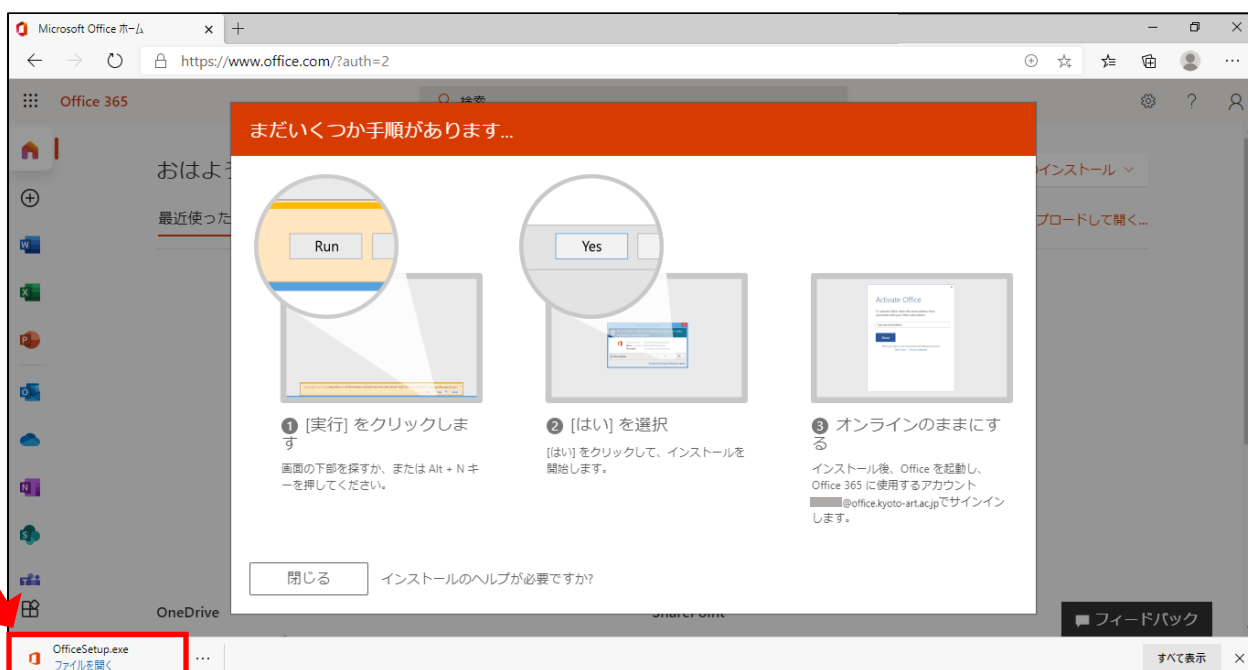 Microsoft Office ホーム
https://www.office.com/?auth=2
Office 365
検索
まだいくつか手順があります...
おはよう
インストール
最近使った
プロードして開く...
Run
Yes
Activate Office
❶ [実行] をクリックしま
す
画面の下部を探すか、または Alt + N キ
ーを押してください。
❷ [はい] を選択
[はい] をクリックして、インストールを
開始します。
❸ オンラインのままにす
る
インストール後、Office を起動し、
Office 365 に使用するアカウント
@office.kyoto-art.ac.jpでサインイン
します。
閉じる
インストールのヘルプが必要ですか?
OneDrive
SharePoint
フィードバック
OfficeSetup.exe
ファイルを開く
すべて表示